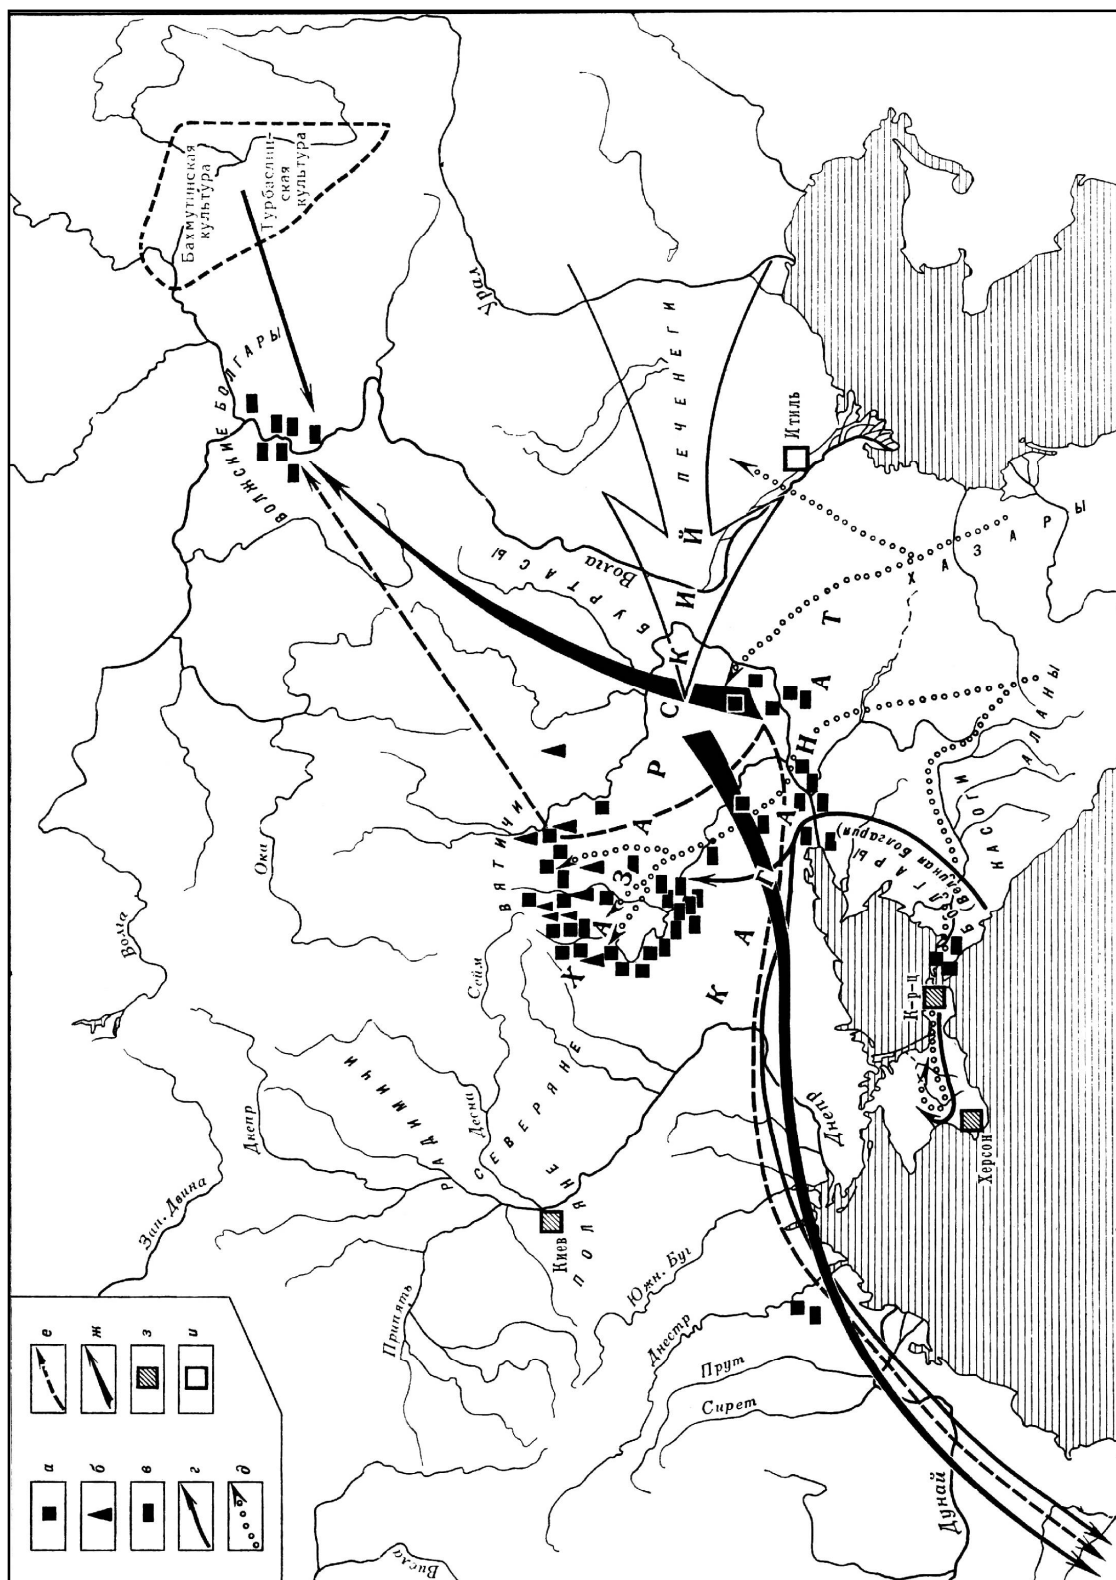 Бахмутинская
культура
Турбаслин-
ская
культура
ВОЛЖСКИЕ БОЛГАРЫ
Урал
ПЕЧЕНЕГИ
Итиль
Волга
БУРТАСЫ
ХАЗАРСКИЙ
КАГАНАТ
ХАЗАРЫ
АЛАНЫ
КАСОГИ
БОЛГАРЫ
(Великая Болгария)
ВЯТИЧИ
Ока
Волга
Сейм
РАДИМИЧИ
Десна
СЕВЕРЯНЕ
ПОЛЯНЕ
Днепр
Зап. Двина
Киев
Припять
Южн. Буг
Днестр
Прут
Сирет
Днепр
К-р-ц
Херсон
Дунай
Висла
а
б
в
г
д
е
ж
з
и